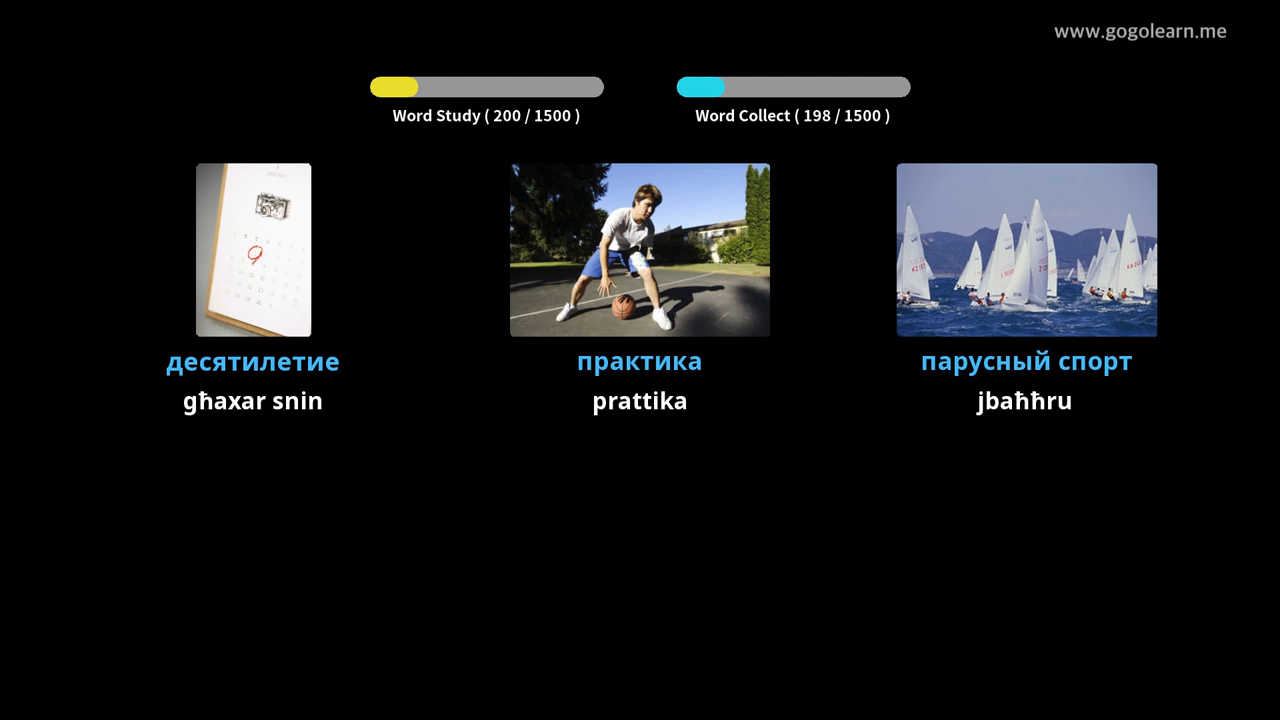 www.gogolearn.me
Word Study ( 200 / 1500 )
Word Collect ( 198 / 1500 )
десятилетие
практика
парусный спорт
għaxar snin
prattika
jbaħħru